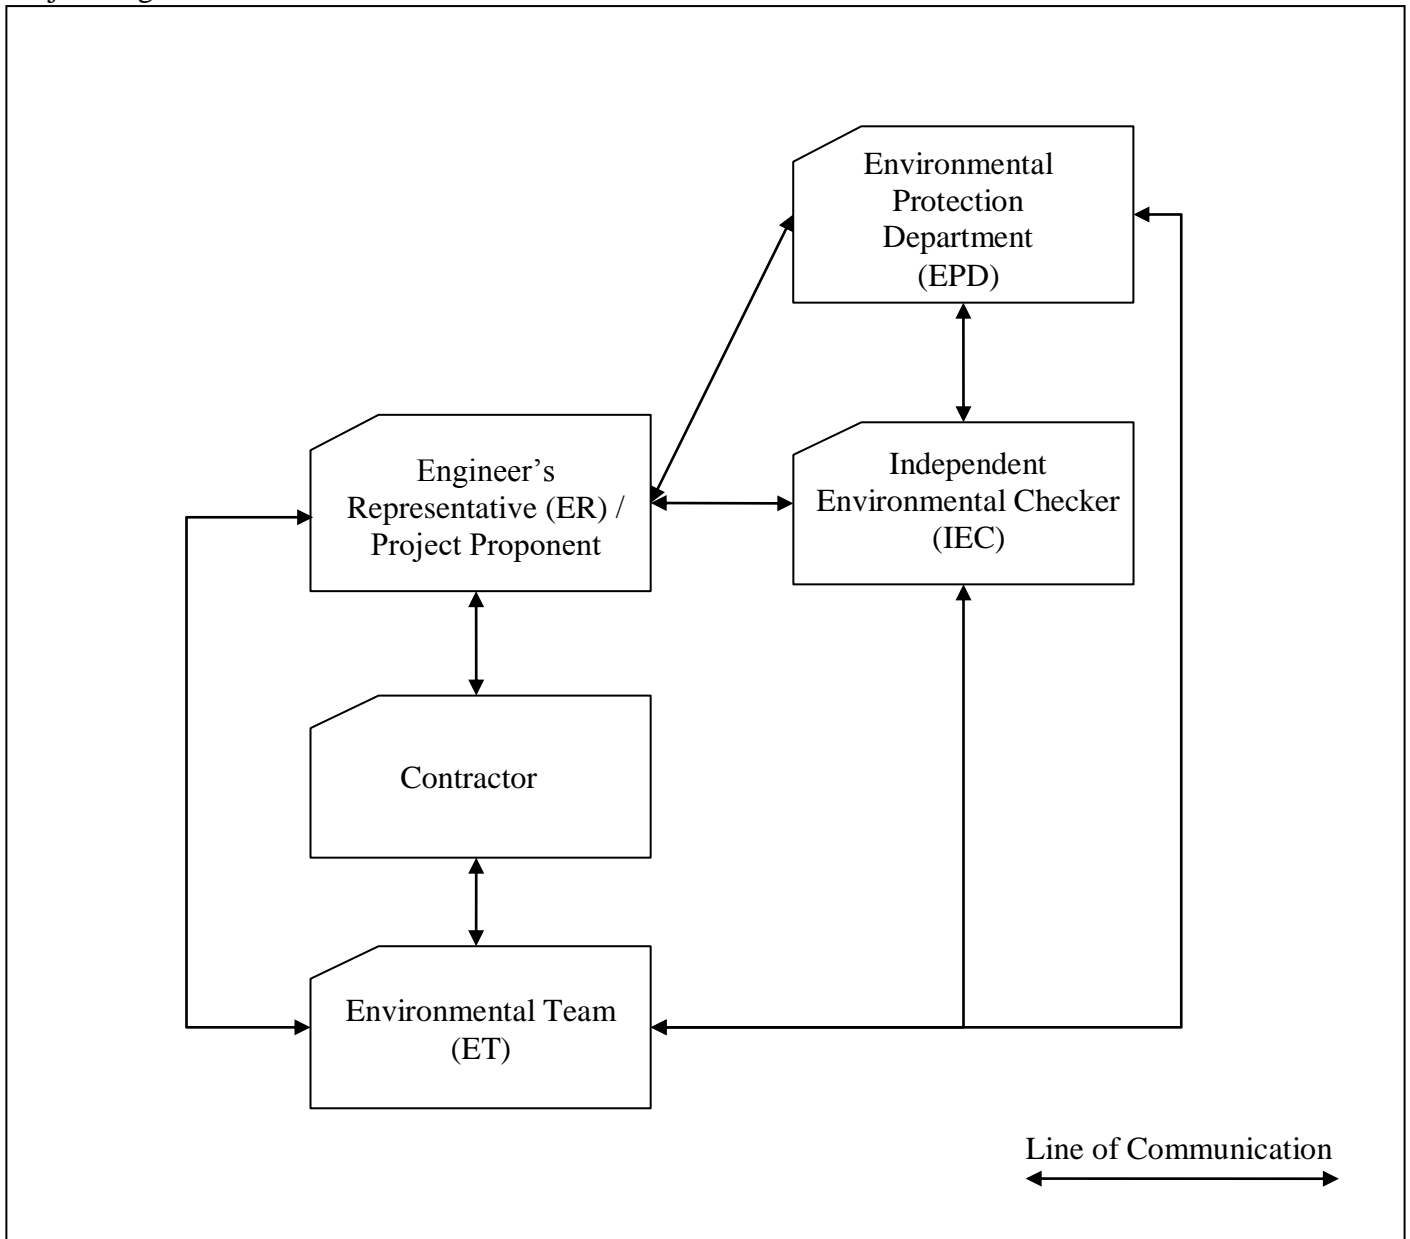 Environmental
Protection
Department
(EPD)
Engineer’s
Representative (ER) /
Project Proponent
Independent
Environmental Checker
(IEC)
Contractor
Environmental Team
(ET)
Line of Communication